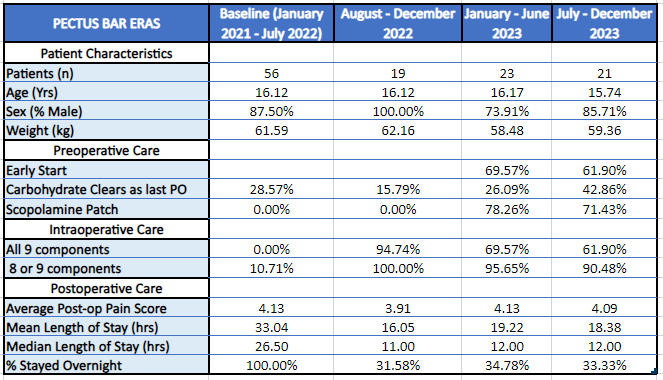 PECTUS BAR ERAS Baseline (January 2021 - July 2022) August - December 2022 January - June 2023 July - December 2023
Patient Characteristics
Patients (n) 56 19 23 21
Age (Yrs) 16.12 16.12 16.17 15.74
Sex (% Male) 87.50% 100.00% 73.91% 85.71%
Weight (kg) 61.59 62.16 58.48 59.36
Preoperative Care
Early Start 69.57% 61.90%
Carbohydrate Clears as last PO 28.57% 15.79% 26.09% 42.86%
Scopolamine Patch 0.00% 0.00% 78.26% 71.43%
Intraoperative Care
All 9 components 0.00% 94.74% 69.57% 61.90%
8 or 9 components 10.71% 100.00% 95.65% 90.48%
Postoperative Care
Average Post-op Pain Score 4.13 3.91 4.13 4.09
Mean Length of Stay (hrs) 33.04 16.05 19.22 18.38
Median Length of Stay (hrs) 26.50 11.00 12.00 12.00
% Stayed Overnight 100.00% 31.58% 34.78% 33.33%